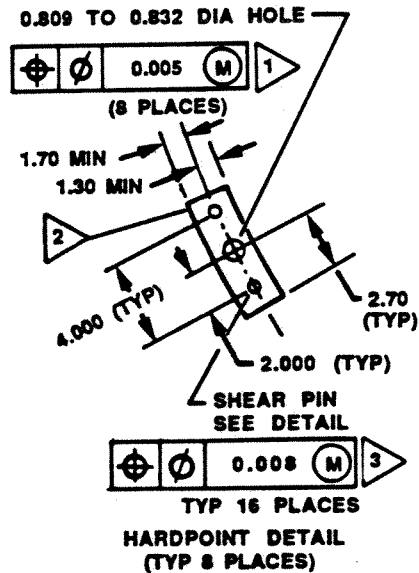 0.809 TO 0.832 DIA HOLE
⌖ Ø 0.005 Ⓜ 1
(8 PLACES)
1.70 MIN
1.30 MIN
2
4.000 (TYP)
2.70
(TYP)
2.000 (TYP)
SHEAR PIN
SEE DETAIL
⌖ Ø 0.008 Ⓜ 3
TYP 16 PLACES
HARDPOINT DETAIL
(TYP 8 PLACES)